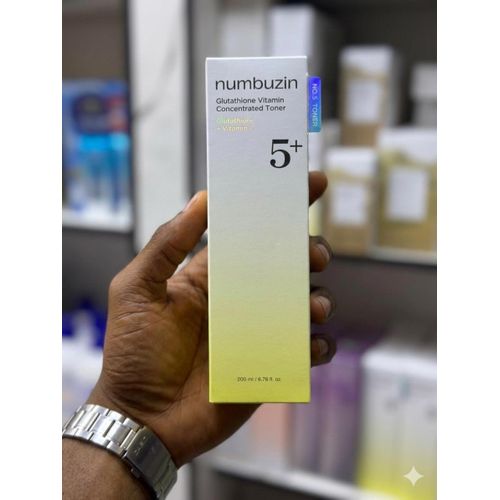 numbuzin
Glutathione Vitamin
Concentrated Toner
Glutathione
+ Vitamin C
5+
NO.5 TONER
200 ml / 6.76 fl. oz